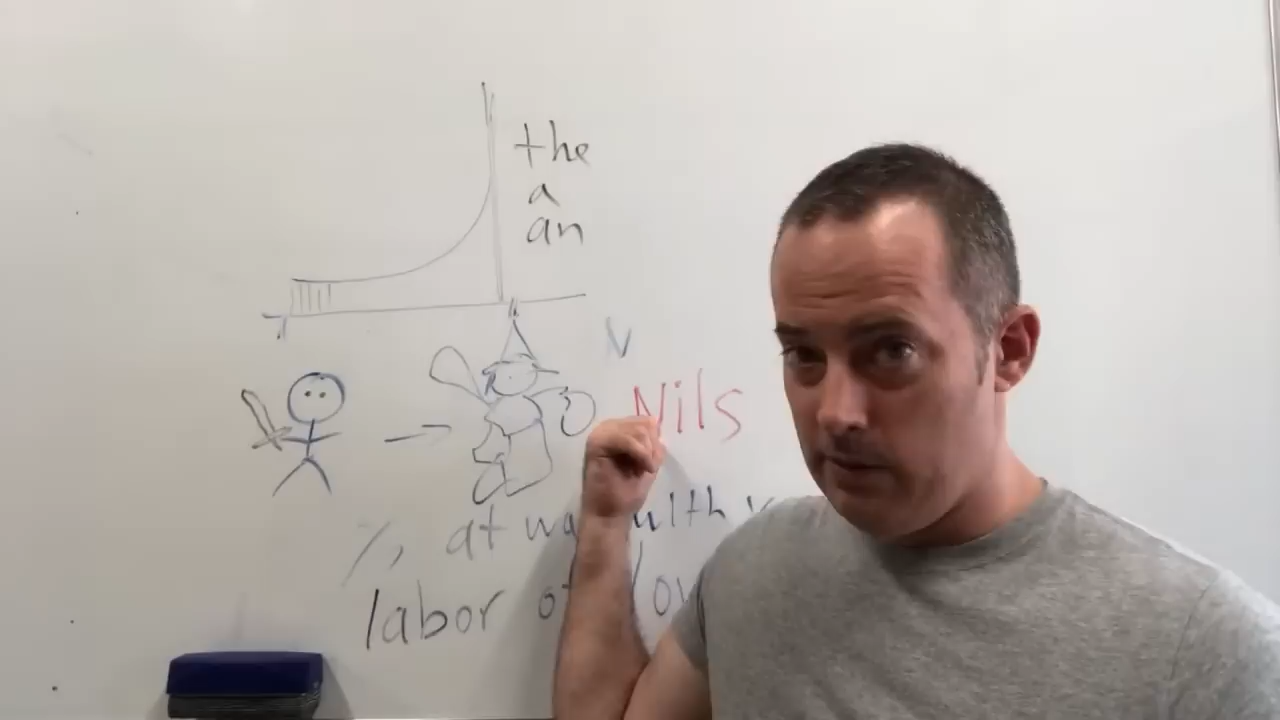 the
a
an
N
Nils
%, at
labor of